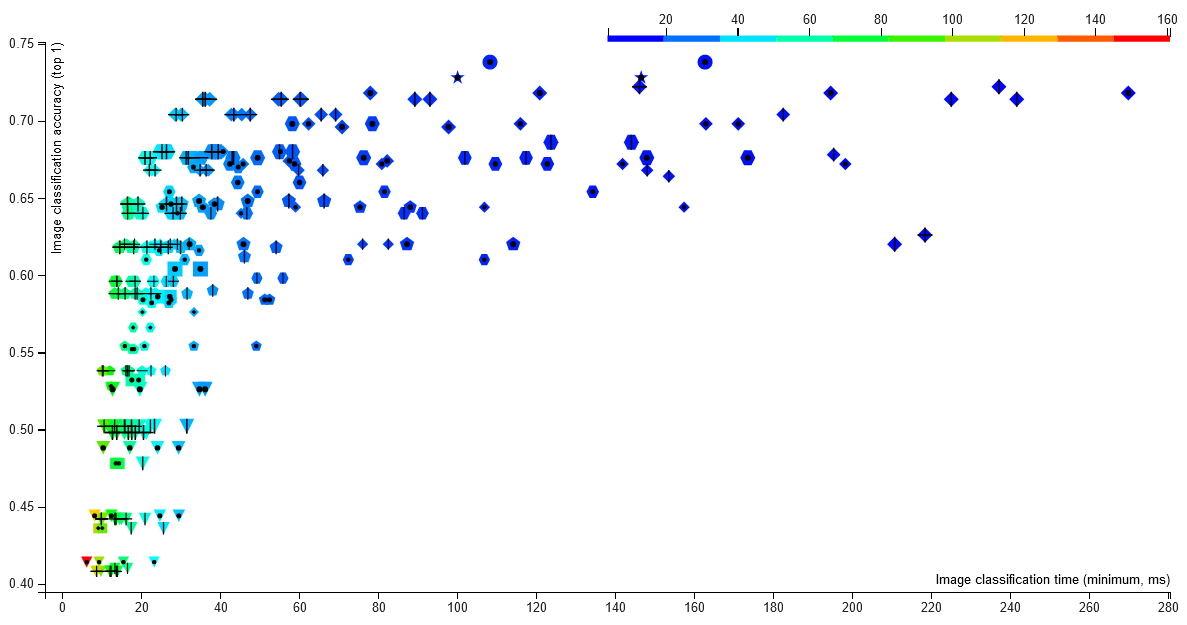 20 40 60 80 100 120 140 160
Image classification accuracy (top 1)
0.75
0.70
0.65
0.60
0.55
0.50
0.45
0.40
Image classification time (minimum, ms)
0 20 40 60 80 100 120 140 160 180 200 220 240 260 280